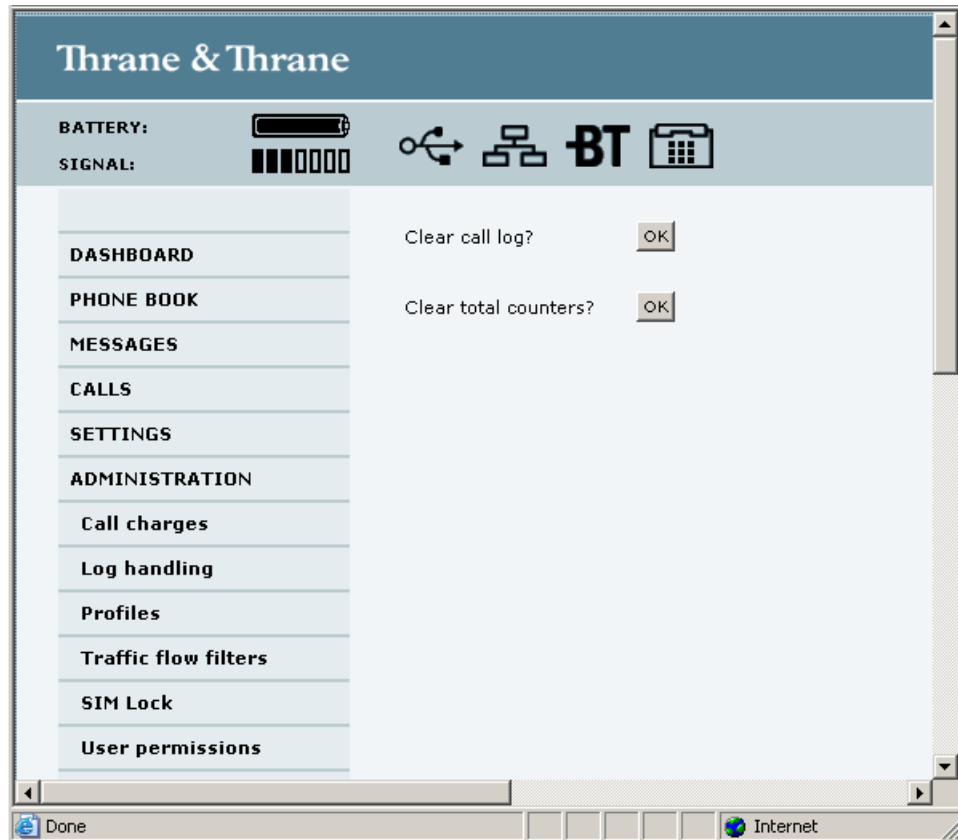 Thrane & Thrane
BATTERY:
SIGNAL:
BT
DASHBOARD
PHONE BOOK
MESSAGES
CALLS
SETTINGS
ADMINISTRATION
Call charges
Log handling
Profiles
Traffic flow filters
SIM Lock
User permissions
Clear call log? OK
Clear total counters? OK
Done
Internet